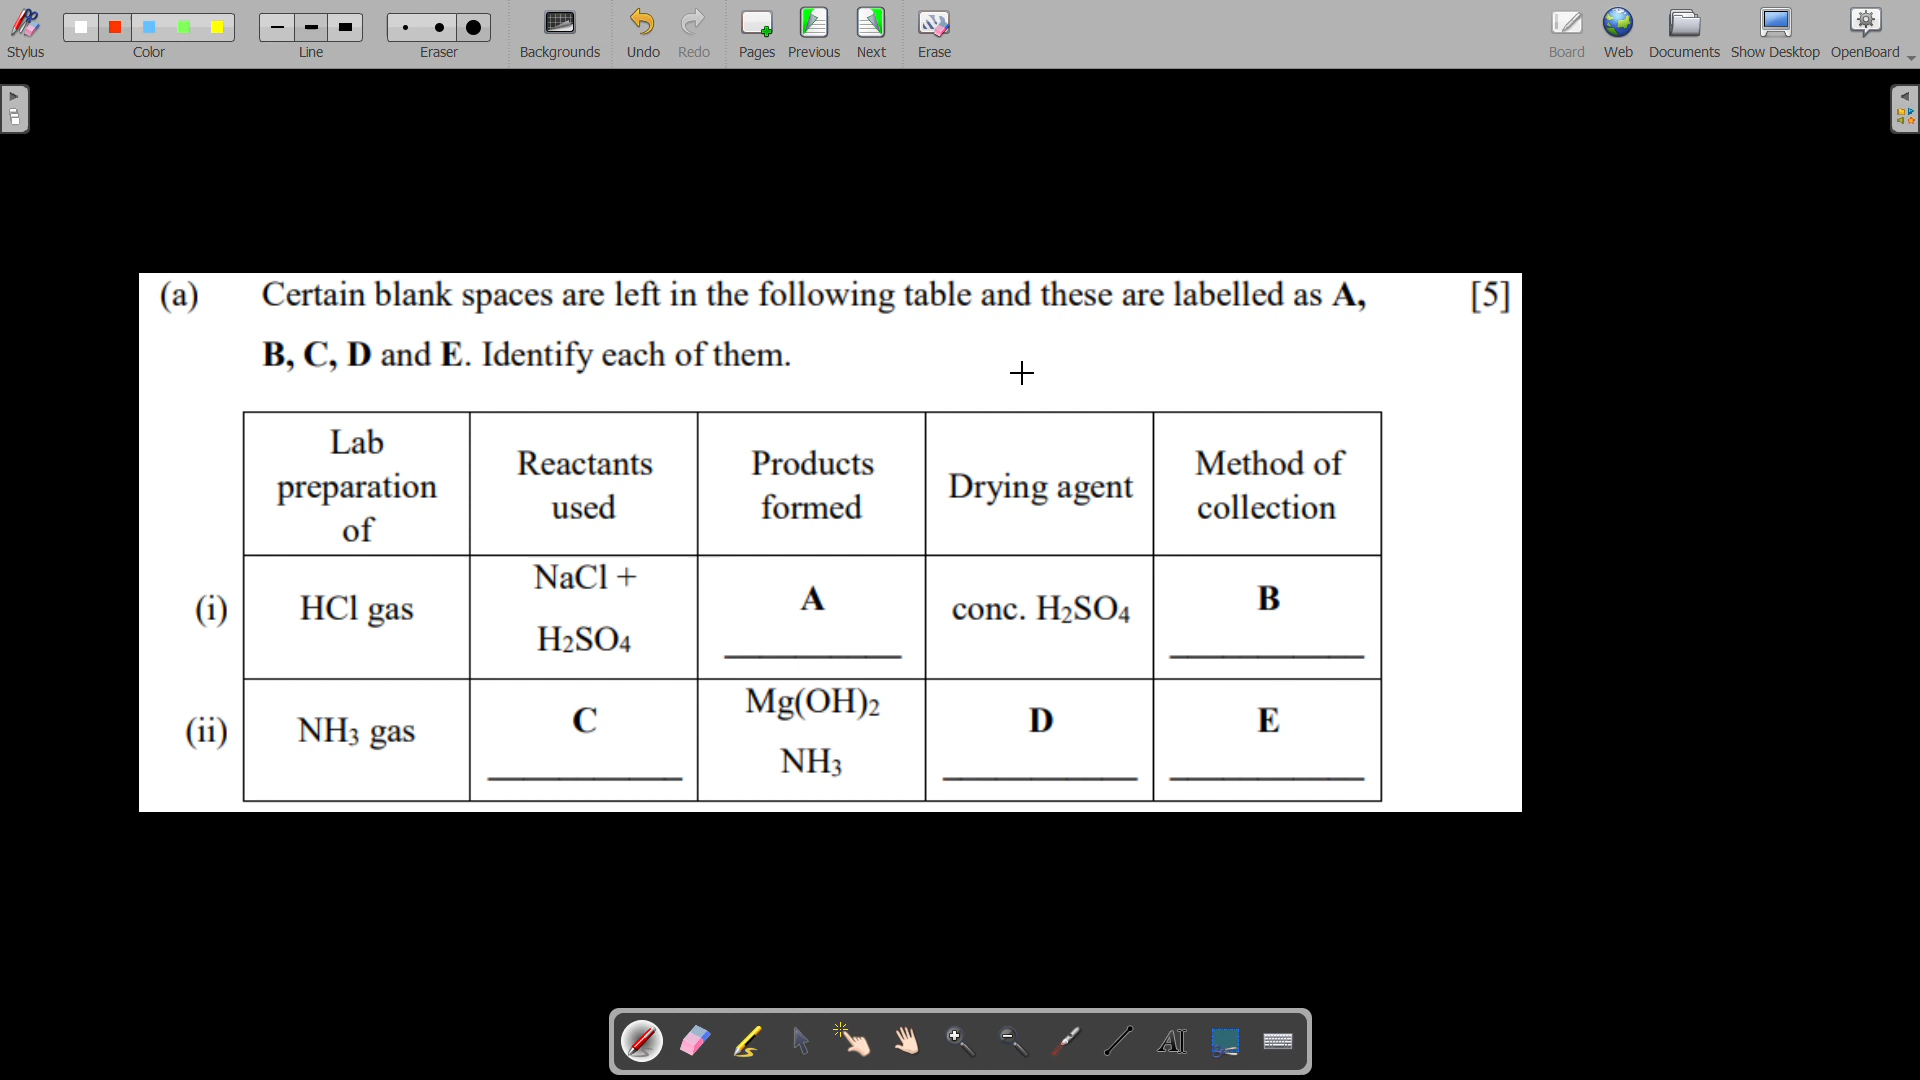 Stylus
Color
Line
Eraser
Backgrounds
Undo
Redo
Pages
Previous
Next
Erase
Board
Web
Documents
Show Desktop
OpenBoard
(a) Certain blank spaces are left in the following table and these are labelled as A, [5]
B, C, D and E. Identify each of them.
Lab preparation of
Reactants used
Products formed
Drying agent
Method of collection
(i) HCl gas
NaCl + H₂SO₄
A
conc. H₂SO₄
B
(ii) NH₃ gas
C
Mg(OH)₂
NH₃
D
E
AI